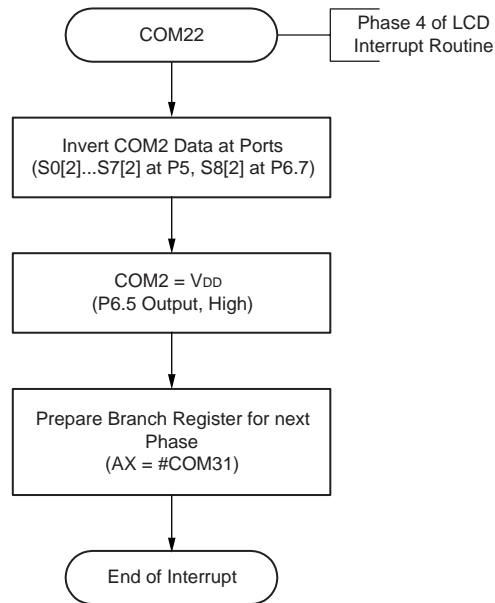 COM22
Phase 4 of LCD
Interrupt Routine
Invert COM2 Data at Ports
(S0[2]...S7[2] at P5, S8[2] at P6.7)
COM2 = VDD
(P6.5 Output, High)
Prepare Branch Register for next
Phase
(AX = #COM31)
End of Interrupt